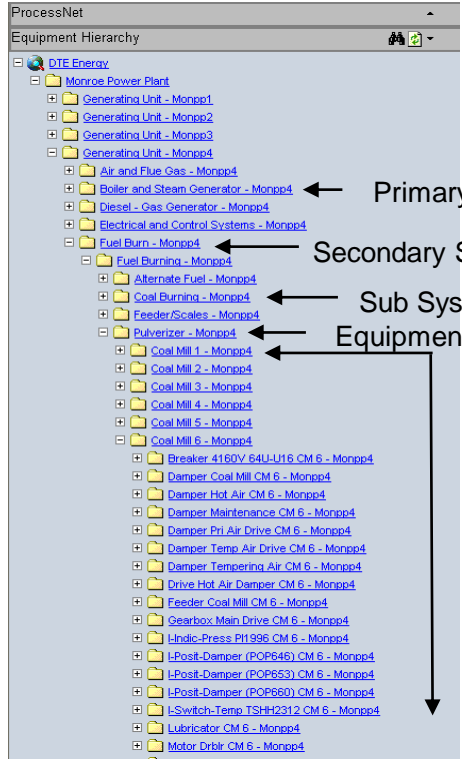 ProcessNet
Equipment Hierarchy
DTE Energy
Monroe Power Plant
Generating Unit - Monpp1
Generating Unit - Monpp2
Generating Unit - Monpp3
Generating Unit - Monpp4
Air and Flue Gas - Monpp4
Boiler and Steam Generator - Monpp4 Primary
Diesel - Gas Generator - Monpp4
Electrical and Control Systems - Monpp4
Fuel Burn - Monpp4 Secondary S
Fuel Burning - Monpp4
Alternate Fuel - Monpp4
Coal Burning - Monpp4 Sub Sys
Feeder/Scales - Monpp4
Pulverizer - Monpp4 Equipmen
Coal Mill 1 - Monpp4
Coal Mill 2 - Monpp4
Coal Mill 3 - Monpp4
Coal Mill 4 - Monpp4
Coal Mill 5 - Monpp4
Coal Mill 6 - Monpp4
Breaker 4160V 64U-U16 CM 6 - Monpp4
Damper Coal Mill CM 6 - Monpp4
Damper Hot Air CM 6 - Monpp4
Damper Maintenance CM 6 - Monpp4
Damper Pri Air Drive CM 6 - Monpp4
Damper Temp Air Drive CM 6 - Monpp4
Damper Tempering Air CM 6 - Monpp4
Drive Hot Air Damper CM 6 - Monpp4
Feeder Coal Mill CM 6 - Monpp4
Gearbox Main Drive CM 6 - Monpp4
I-Indic-Press PI1996 CM 6 - Monpp4
I-Posit-Damper (POP646) CM 6 - Monpp4
I-Posit-Damper (POP653) CM 6 - Monpp4
I-Posit-Damper (POP660) CM 6 - Monpp4
I-Switch-Temp TSHH2312 CM 6 - Monpp4
Lubricator CM 6 - Monpp4
Motor Drblr CM 6 - Monpp4